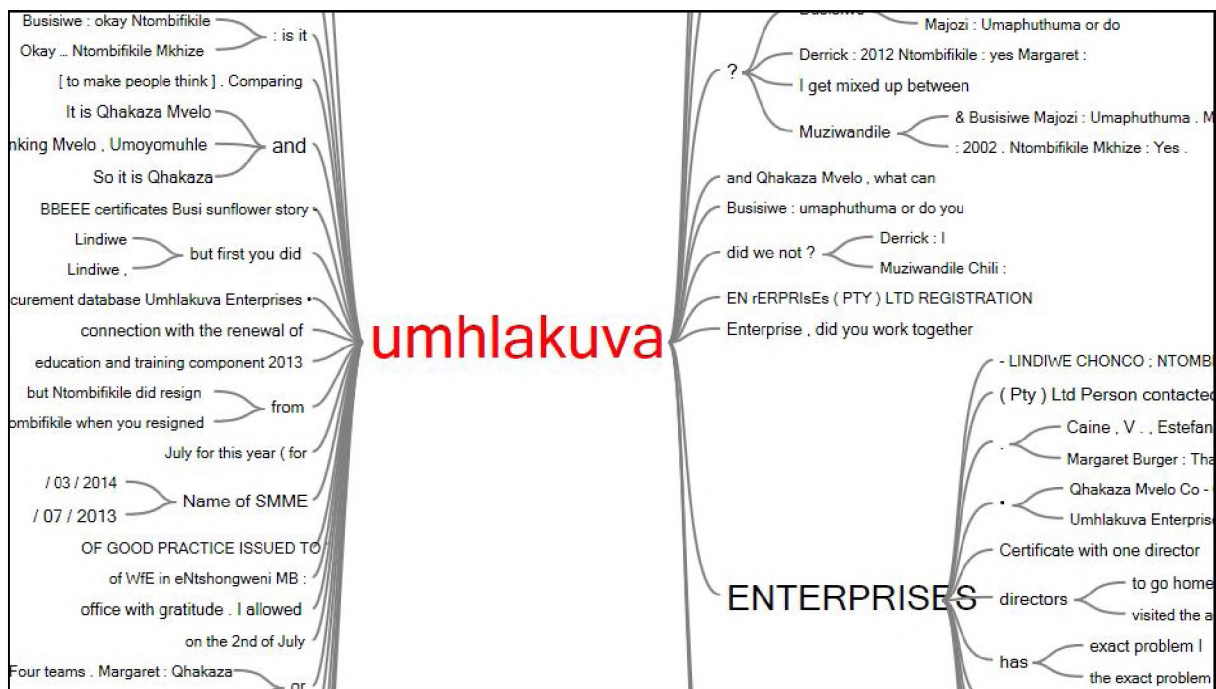 Busisiwe : okay Ntombifikile
Okay ... Ntombifikile Mkhize
: is it
[ to make people think ] . Comparing
It is Qhakaza Mvelo
nking Mvelo , Umoyomuhle
So it is Qhakaza
and
BBEEE certificates Busi sunflower story -
Lindiwe
Lindiwe ,
but first you did
curement database Umhlakuva Enterprises •
connection with the renewal of
education and training component 2013
but Ntombifikile did resign
ombifikile when you resigned
from
July for this year ( for
/ 03 / 2014
/ 07 / 2013
Name of SMME
OF GOOD PRACTICE ISSUED TO
of WfE in eNtshongweni MB :
office with gratitude . I allowed
on the 2nd of July
Four teams . Margaret : Qhakaza
or
umhlakuva
Majozi : Umaphuthuma or do
?
Derrick : 2012 Ntombifikile : yes Margaret :
I get mixed up between
Muziwandile
& Busisiwe Majozi : Umaphuthuma . M
: 2002 . Ntombifikile Mkhize : Yes .
and Qhakaza Mvelo , what can
Busisiwe : umaphuthuma or do you
did we not ?
Derrick : I
Muziwandile Chili :
EN rERPRIsEs ( PTY ) LTD REGISTRATION
Enterprise , did you work together
ENTERPRISES
- LINDIWE CHONCO ; NTOMBI
( Pty ) Ltd Person contacted
.
Caine , V . , Estefan
Margaret Burger : Tha
•
Qhakaza Mvelo Co -
Umhlakuva Enterprise
Certificate with one director
directors
to go home
visited the a
has
exact problem I
the exact problem